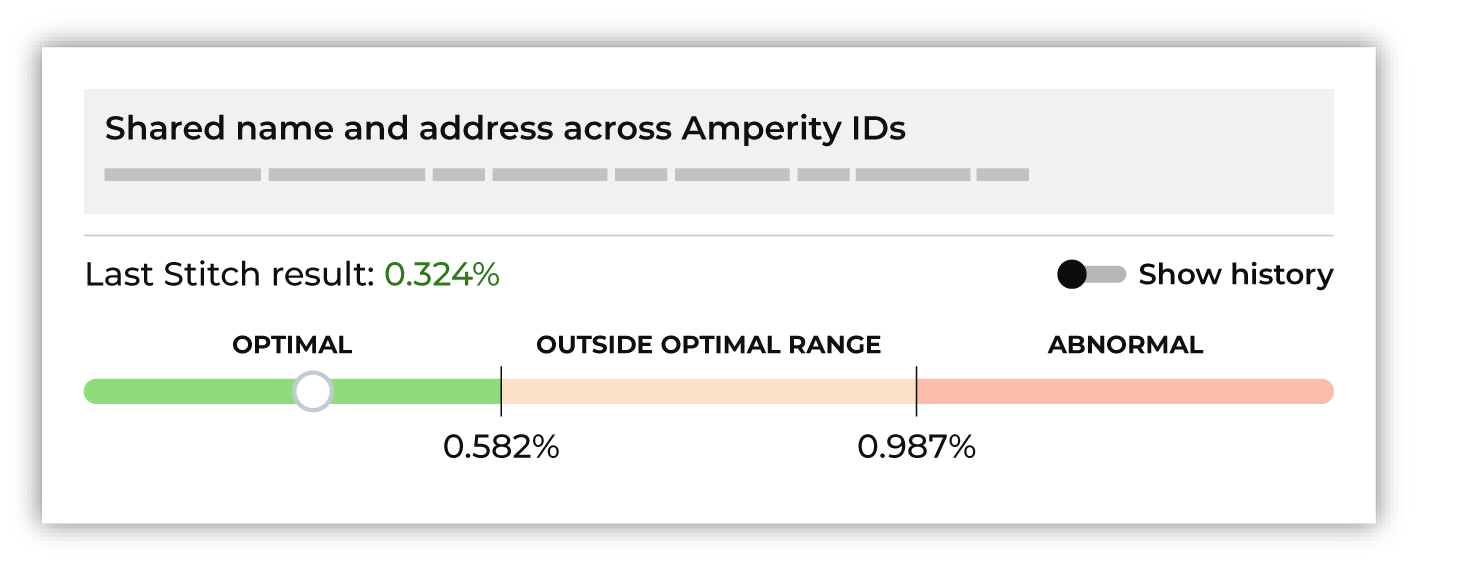 Shared name and address across Amperity IDs
Last Stitch result: 0.324%
Show history
OPTIMAL
OUTSIDE OPTIMAL RANGE
ABNORMAL
0.582%
0.987%